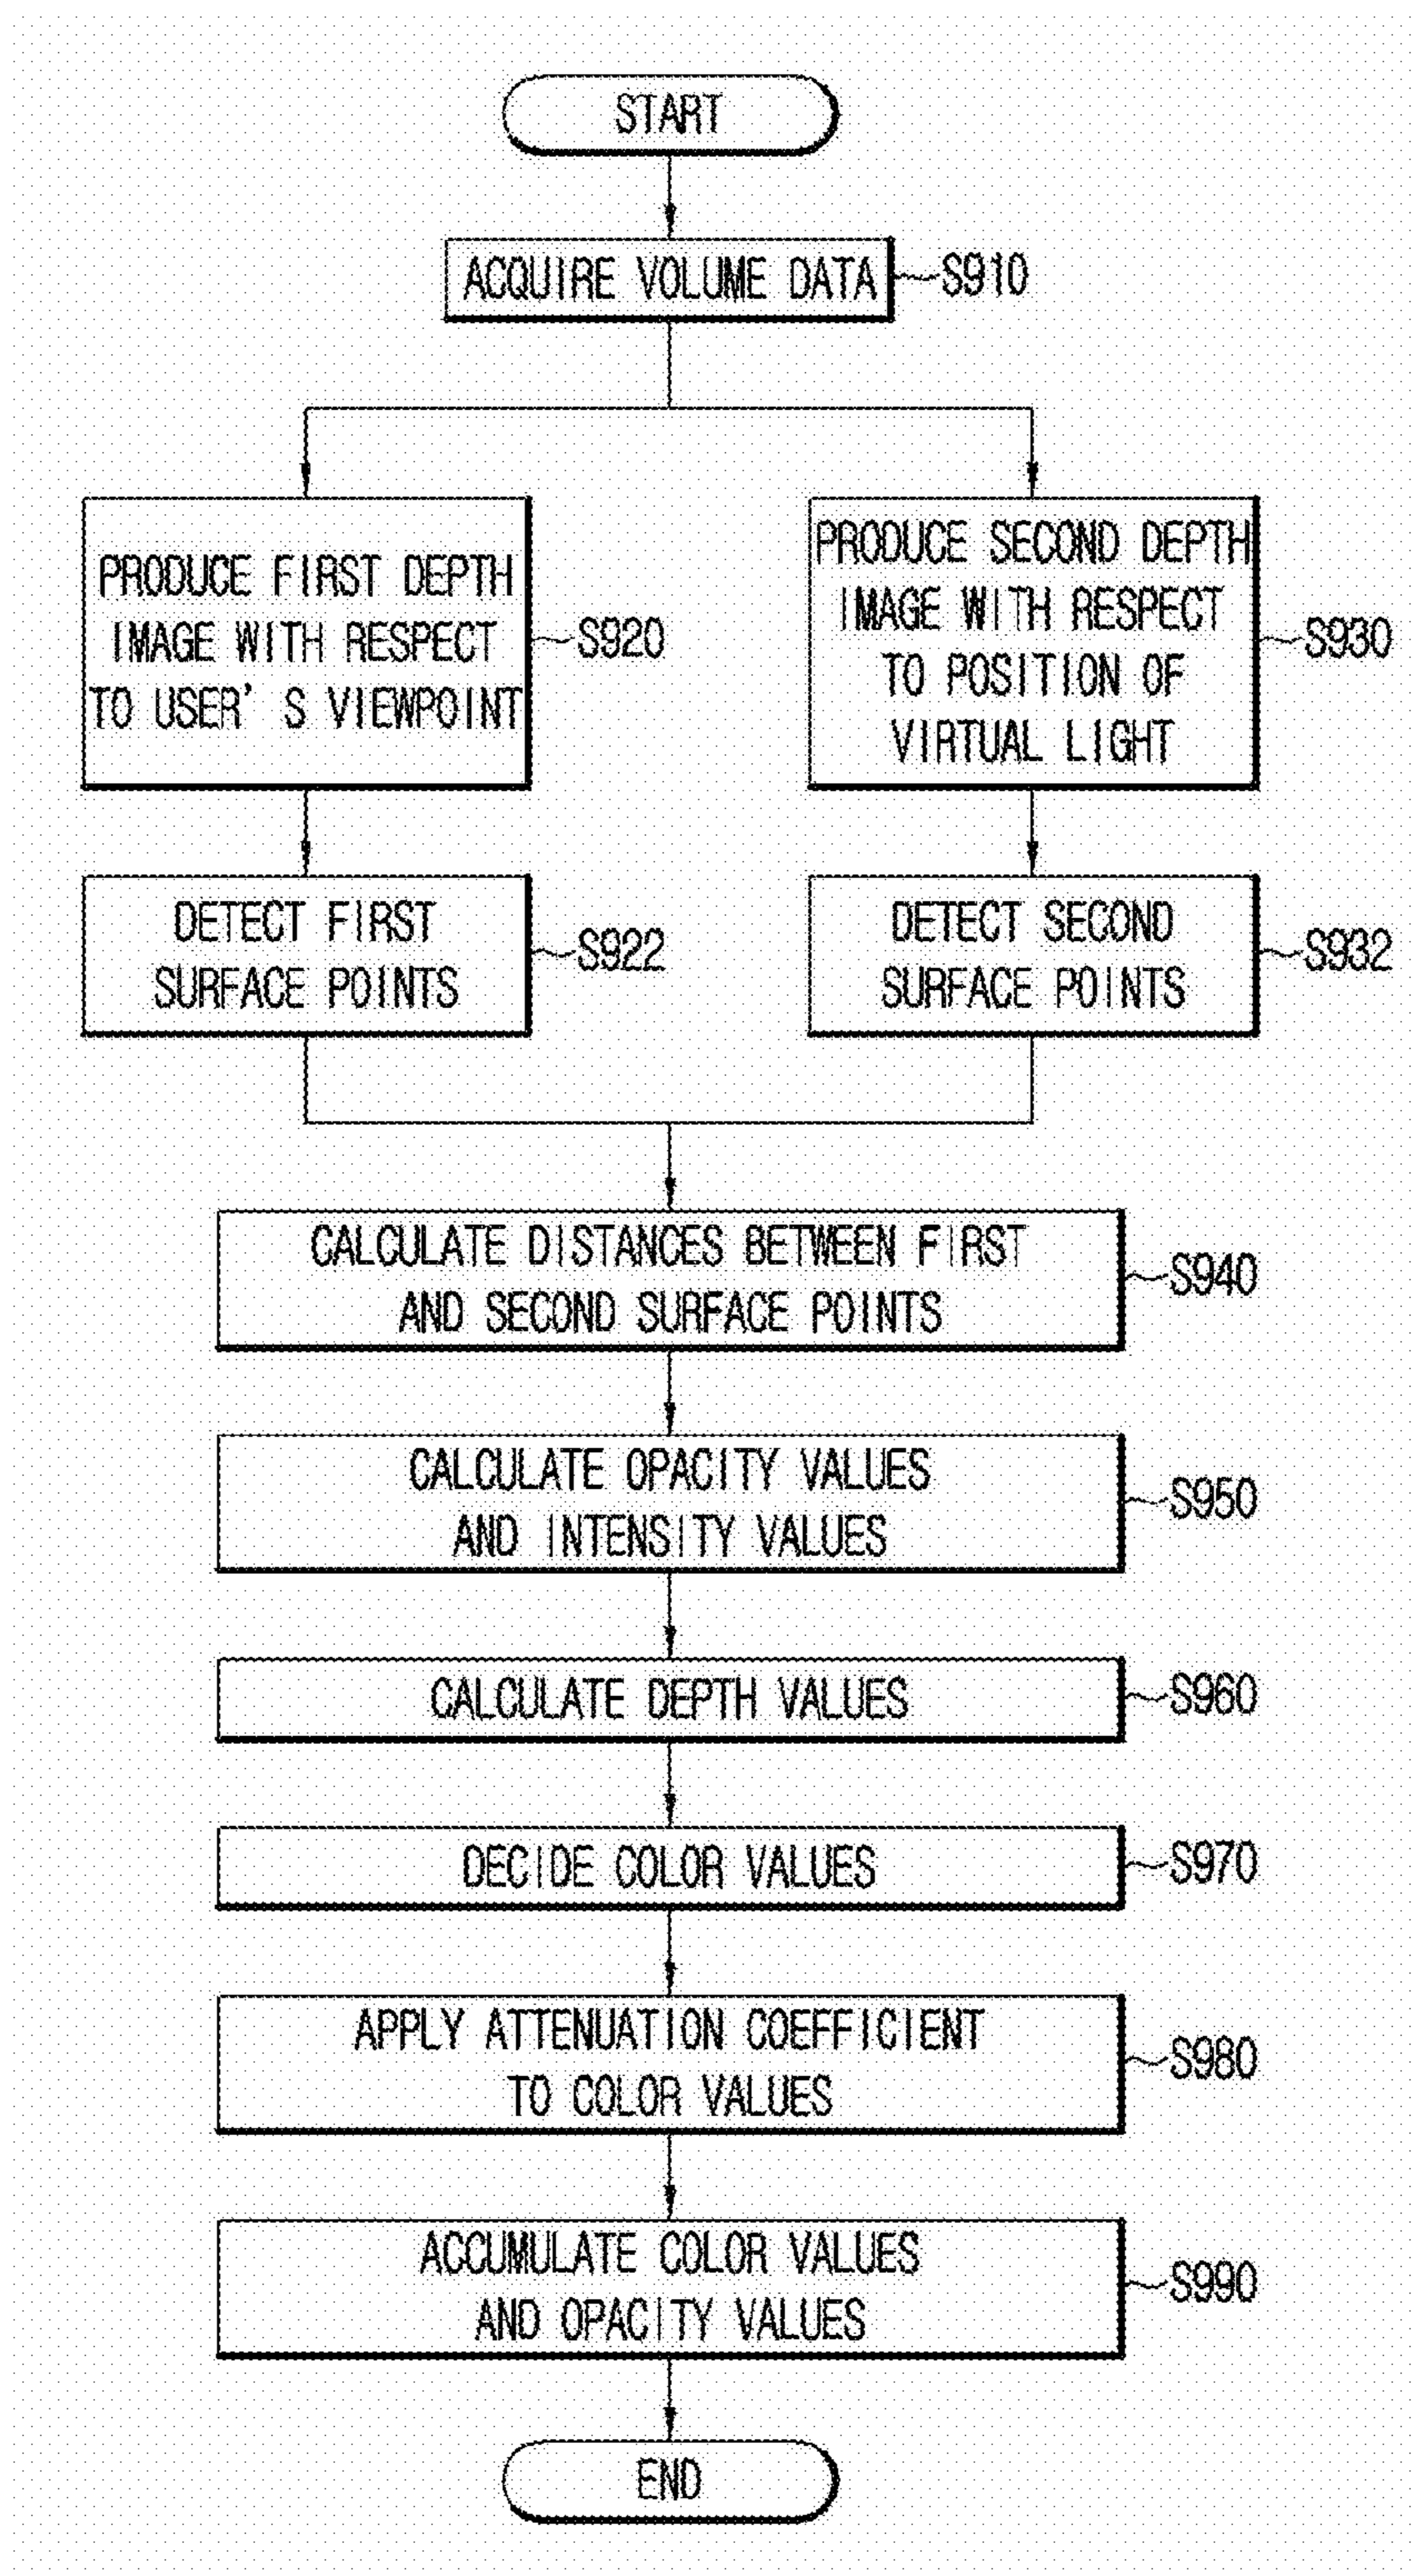 START
ACQUIRE VOLUME DATA
S910
PRODUCE FIRST DEPTH
IMAGE WITH RESPECT
TO USER'S VIEWPOINT
S920
PRODUCE SECOND DEPTH
IMAGE WITH RESPECT
TO POSITION OF
VIRTUAL LIGHT
S930
DETECT FIRST
SURFACE POINTS
S922
DETECT SECOND
SURFACE POINTS
S932
CALCULATE DISTANCES BETWEEN FIRST
AND SECOND SURFACE POINTS
S940
CALCULATE OPACITY VALUES
AND INTENSITY VALUES
S950
CALCULATE DEPTH VALUES
S960
DECIDE COLOR VALUES
S970
APPLY ATTENUATION COEFFICIENT
TO COLOR VALUES
S980
ACCUMULATE COLOR VALUES
AND OPACITY VALUES
S990
END